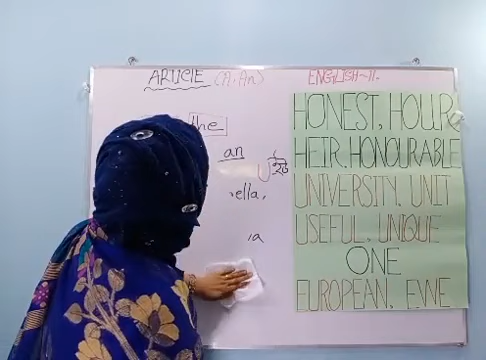 ARTICLE (A, An)
ENGLISH-II.
the
an
ella,
a
HONEST, HOUR
HEIR, HONOURABLE
UNIVERSITY, UNIT
USEFUL, UNIQUE
ONE
EUROPEAN, EWE